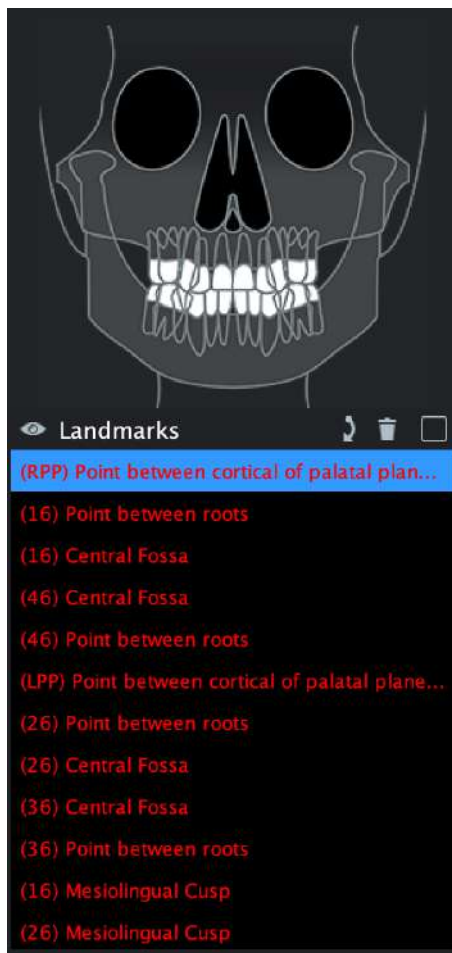 Landmarks
(RPP) Point between cortical of palatal plan...
(16) Point between roots
(16) Central Fossa
(46) Central Fossa
(46) Point between roots
(LPP) Point between cortical of palatal plane...
(26) Point between roots
(26) Central Fossa
(36) Central Fossa
(36) Point between roots
(16) Mesiolingual Cusp
(26) Mesiolingual Cusp